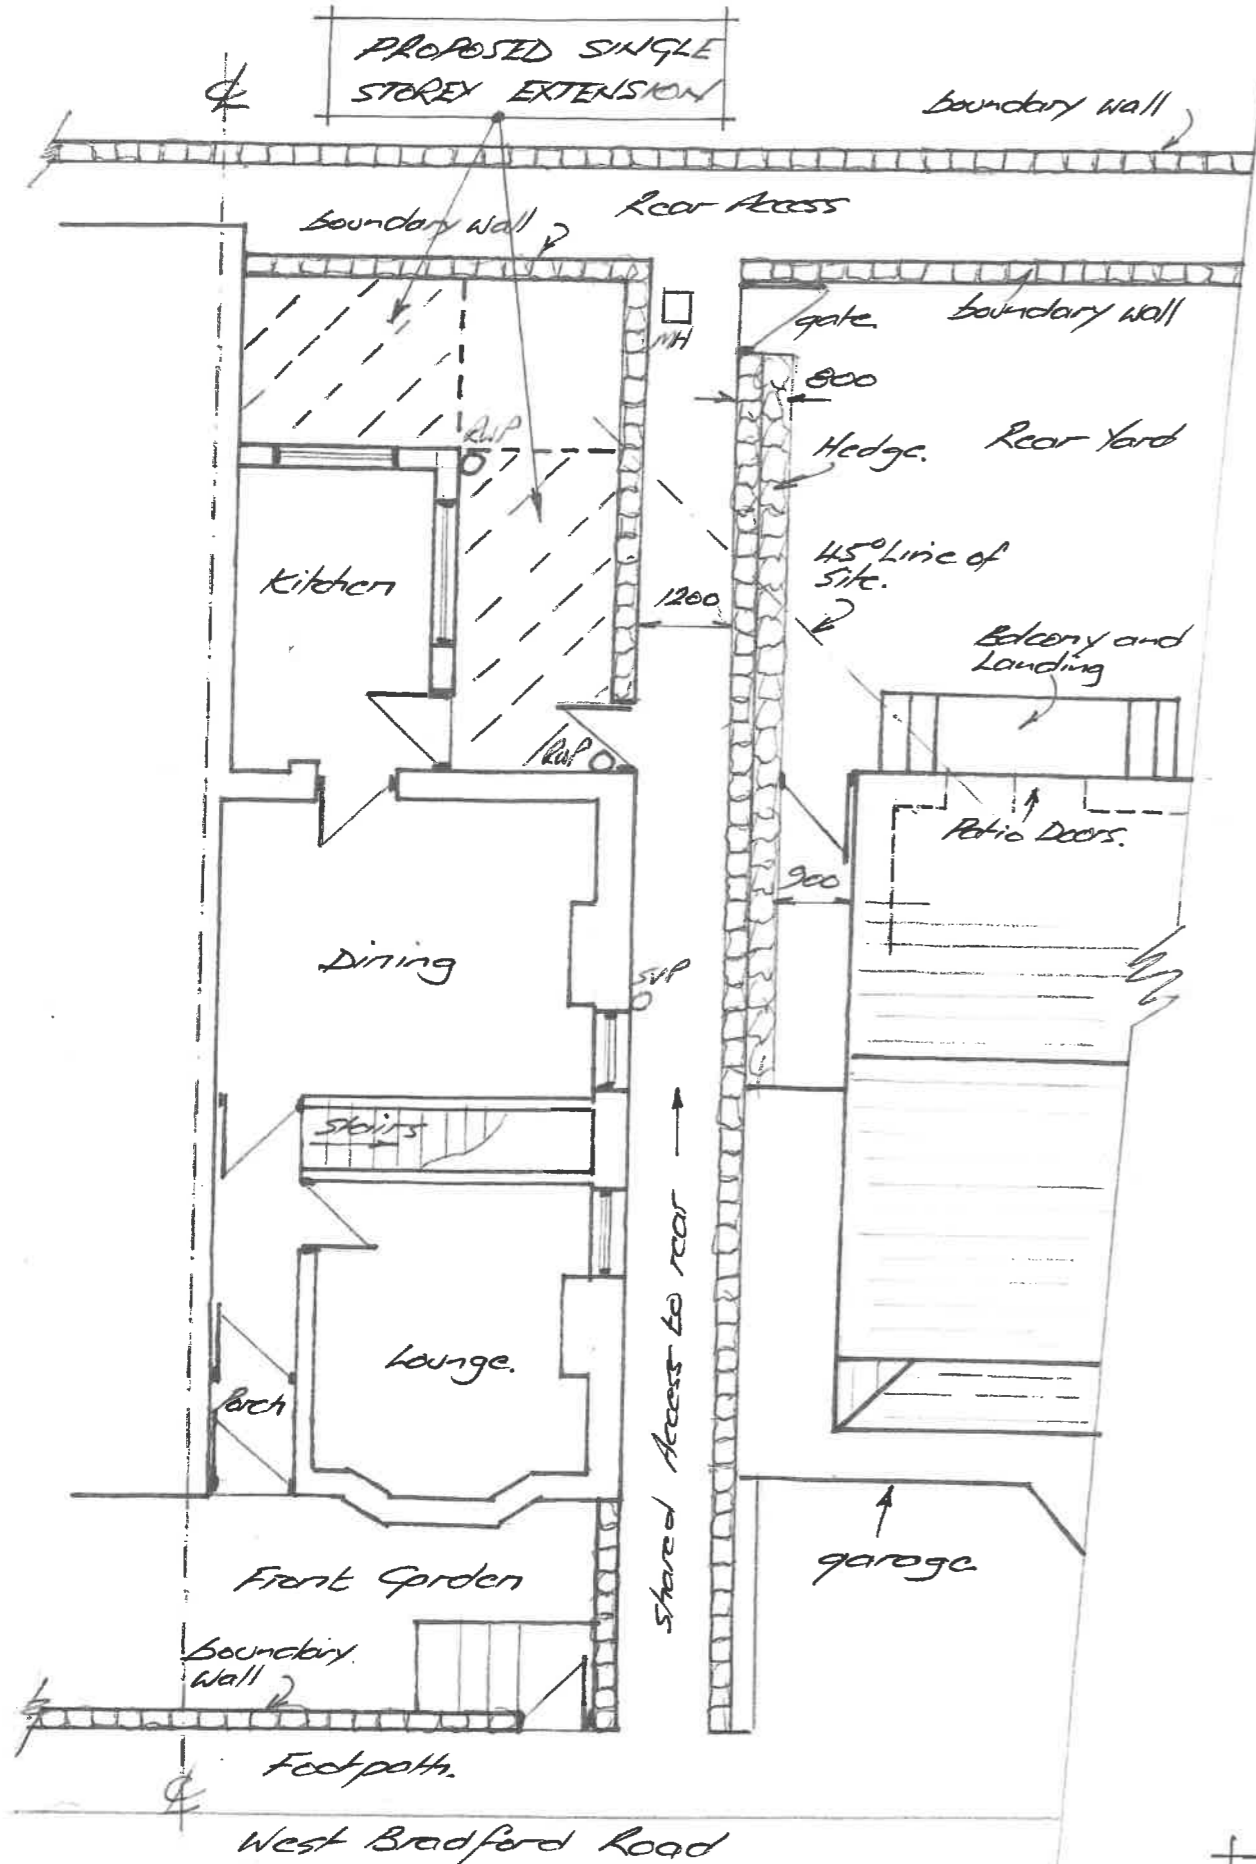 PROPOSED SINGLE
STOREY EXTENSION
boundary wall
Rear Access
boundary wall
MH
gate
boundary wall
800
RWP
Hedge.
Rear Yard
45° Line of
Site.
Kitchen
1200
Balcony and
Landing
RWP
Patio Doors.
900
Dining
SVP
Stairs
Shared Access to rear
Lounge.
Porch
garage
Front Garden
boundary
wall
Footpath.
West Bradford Road